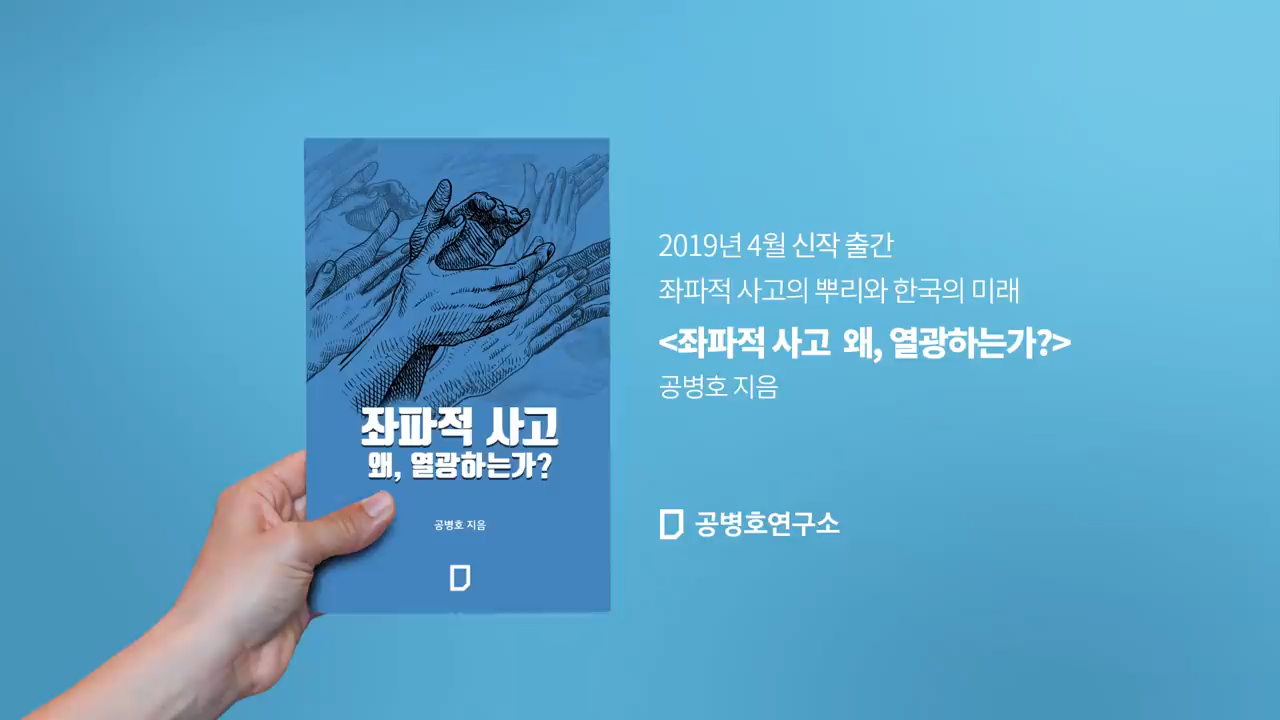 좌파적 사고
왜, 열광하는가?
공병호 지음
2019년 4월 신작 출간
좌파적 사고의 뿌리와 한국의 미래
<좌파적 사고 왜, 열광하는가?>
공병호 지음
공병호연구소